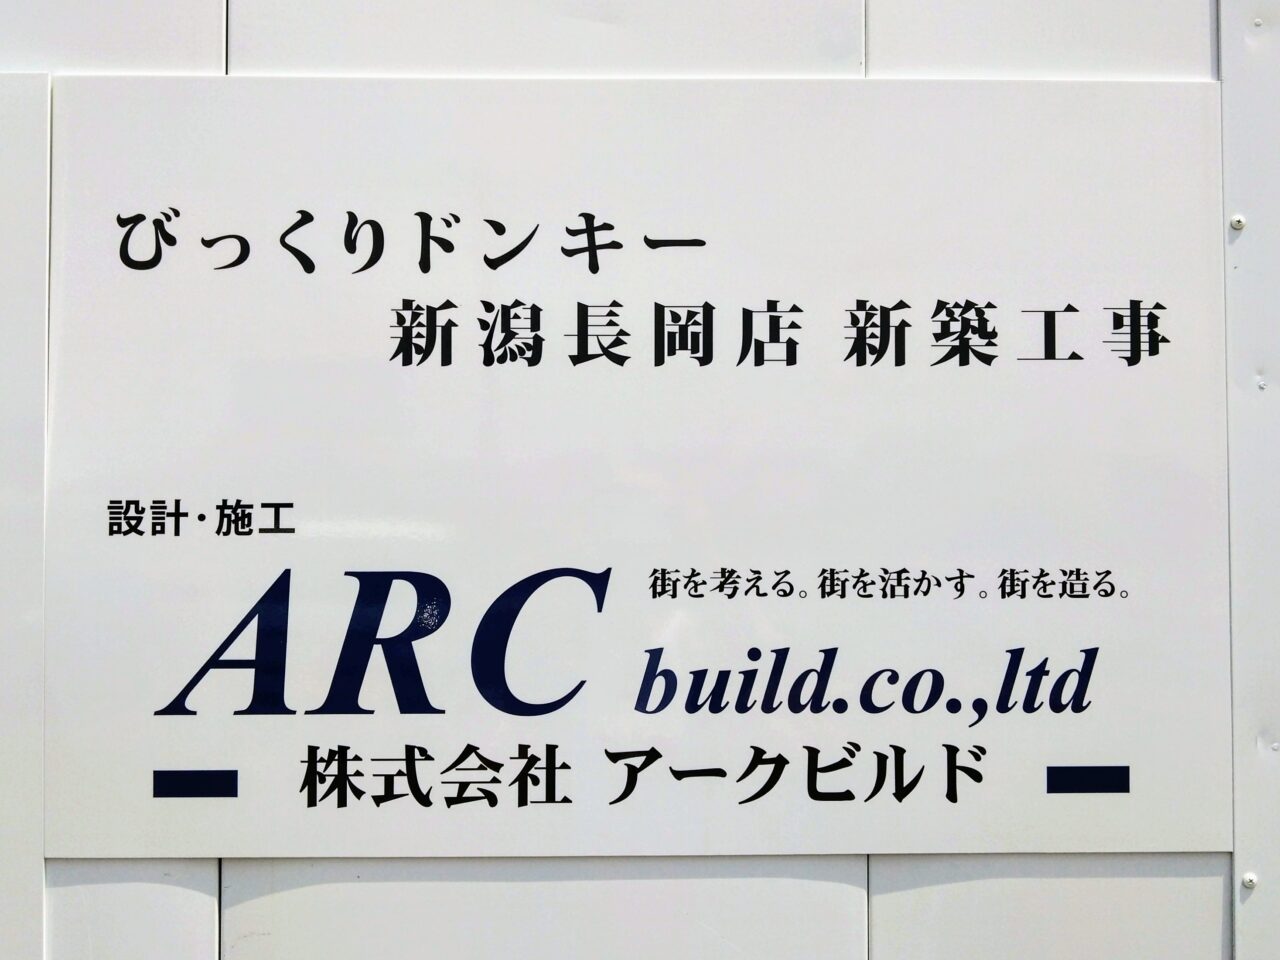 びっくりドンキー
新潟長岡店 新築工事
設計・施工
ARC
街を考える。街を活かす。街を造る。
build.co.,ltd
株式会社 アークビルド